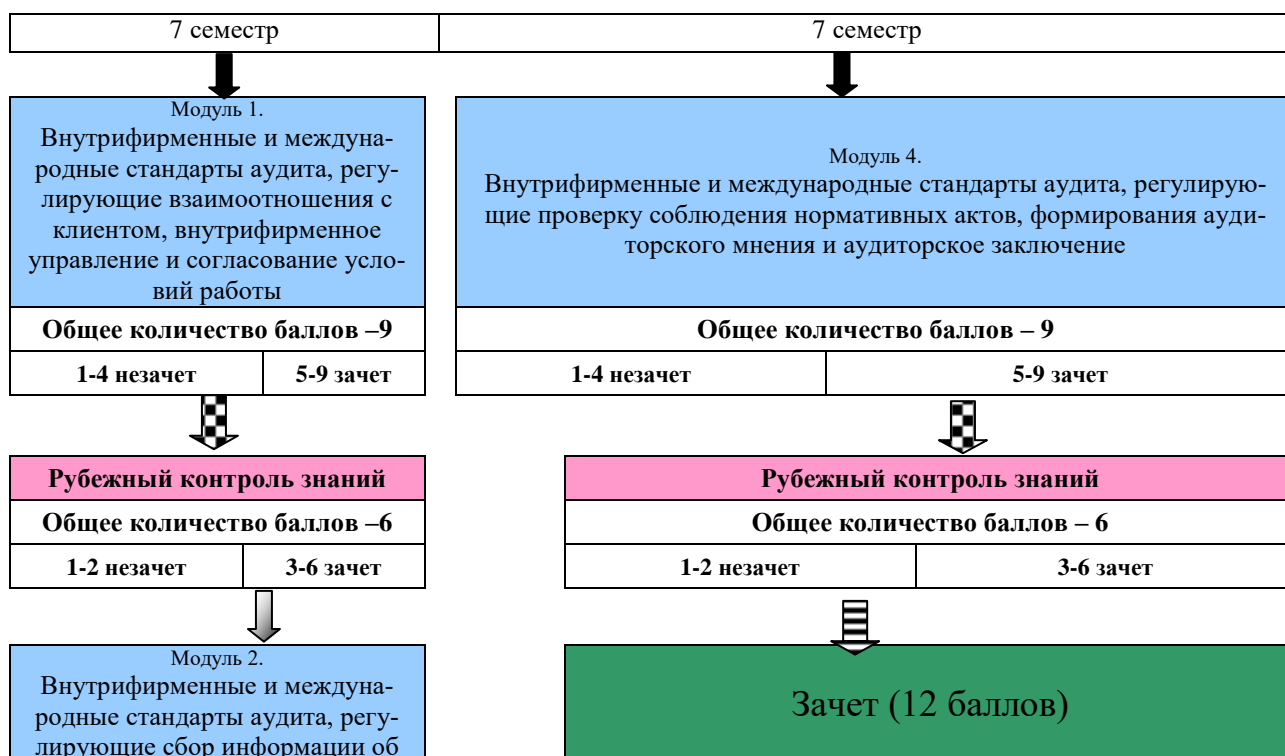 7 семестр
7 семестр
Модуль 1.
Внутрифирменные и междуна-
родные стандарты аудита, регу-
лирующие взаимоотношения с
клиентом, внутрифирменное
управление и согласование усло-
вий работы
Общее количество баллов –9
1-4 незачет
5-9 зачет
Рубежный контроль знаний
Общее количество баллов –6
1-2 незачет
3-6 зачет
Модуль 2.
Внутрифирменные и междуна-
родные стандарты аудита, регу-
лирующие сбор информации об
Модуль 4.
Внутрифирменные и международные стандарты аудита, регулирую-
щие проверку соблюдения нормативных актов, формирования ауди-
торского мнения и аудиторское заключение
Общее количество баллов – 9
1-4 незачет
5-9 зачет
Рубежный контроль знаний
Общее количество баллов – 6
1-2 незачет
3-6 зачет
Зачет (12 баллов)